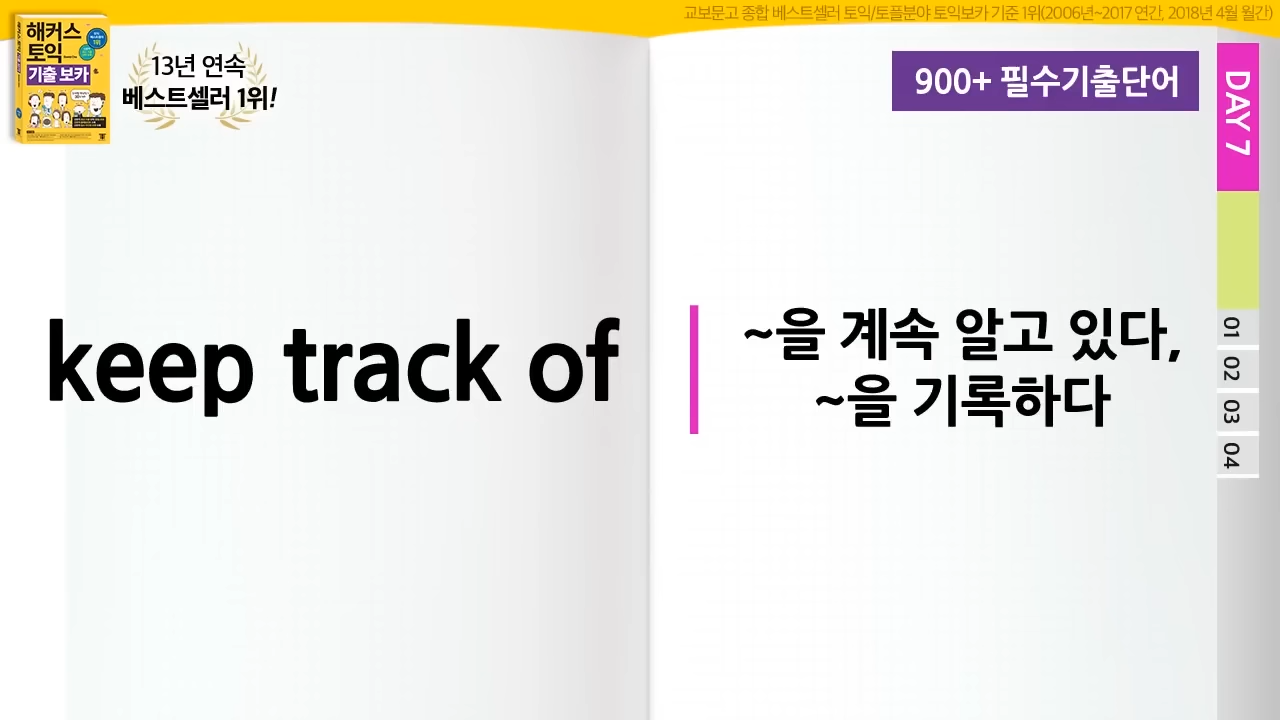 교보문고 종합 베스트셀러 토익/토플분야 토익보카 기준 1위(2006년~2017 연간, 2018년 4월 월간)
해커스
토익
기출 보카
13년 연속
베스트셀러 1위!
900+ 필수기출단어
DAY 7
keep track of
~을 계속 알고 있다,
~을 기록하다
01
02
03
04